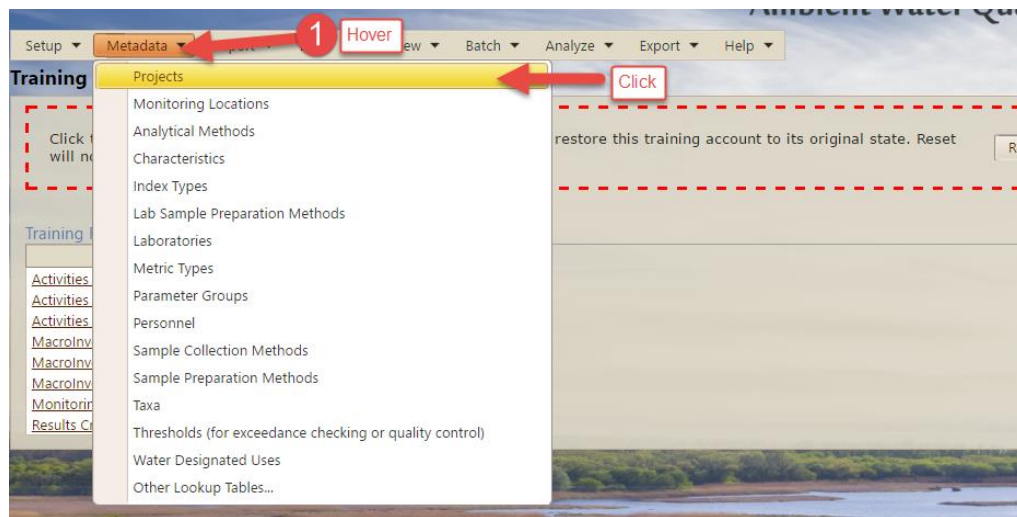 Ambient Water Qu
Setup Metadata ew Batch Analyze Export Help
1 Hover
Training
Projects
Click
Monitoring Locations
Analytical Methods
Characteristics
Index Types
Lab Sample Preparation Methods
Laboratories
Metric Types
Parameter Groups
Personnel
Sample Collection Methods
Sample Preparation Methods
Taxa
Thresholds (for exceedance checking or quality control)
Water Designated Uses
Other Lookup Tables...
Click t restore this training account to its original state. Reset
will no
R
Training
Activities
Activities
Activities
MacroInv
MacroInv
MacroInv
Monitorin
Results Cr